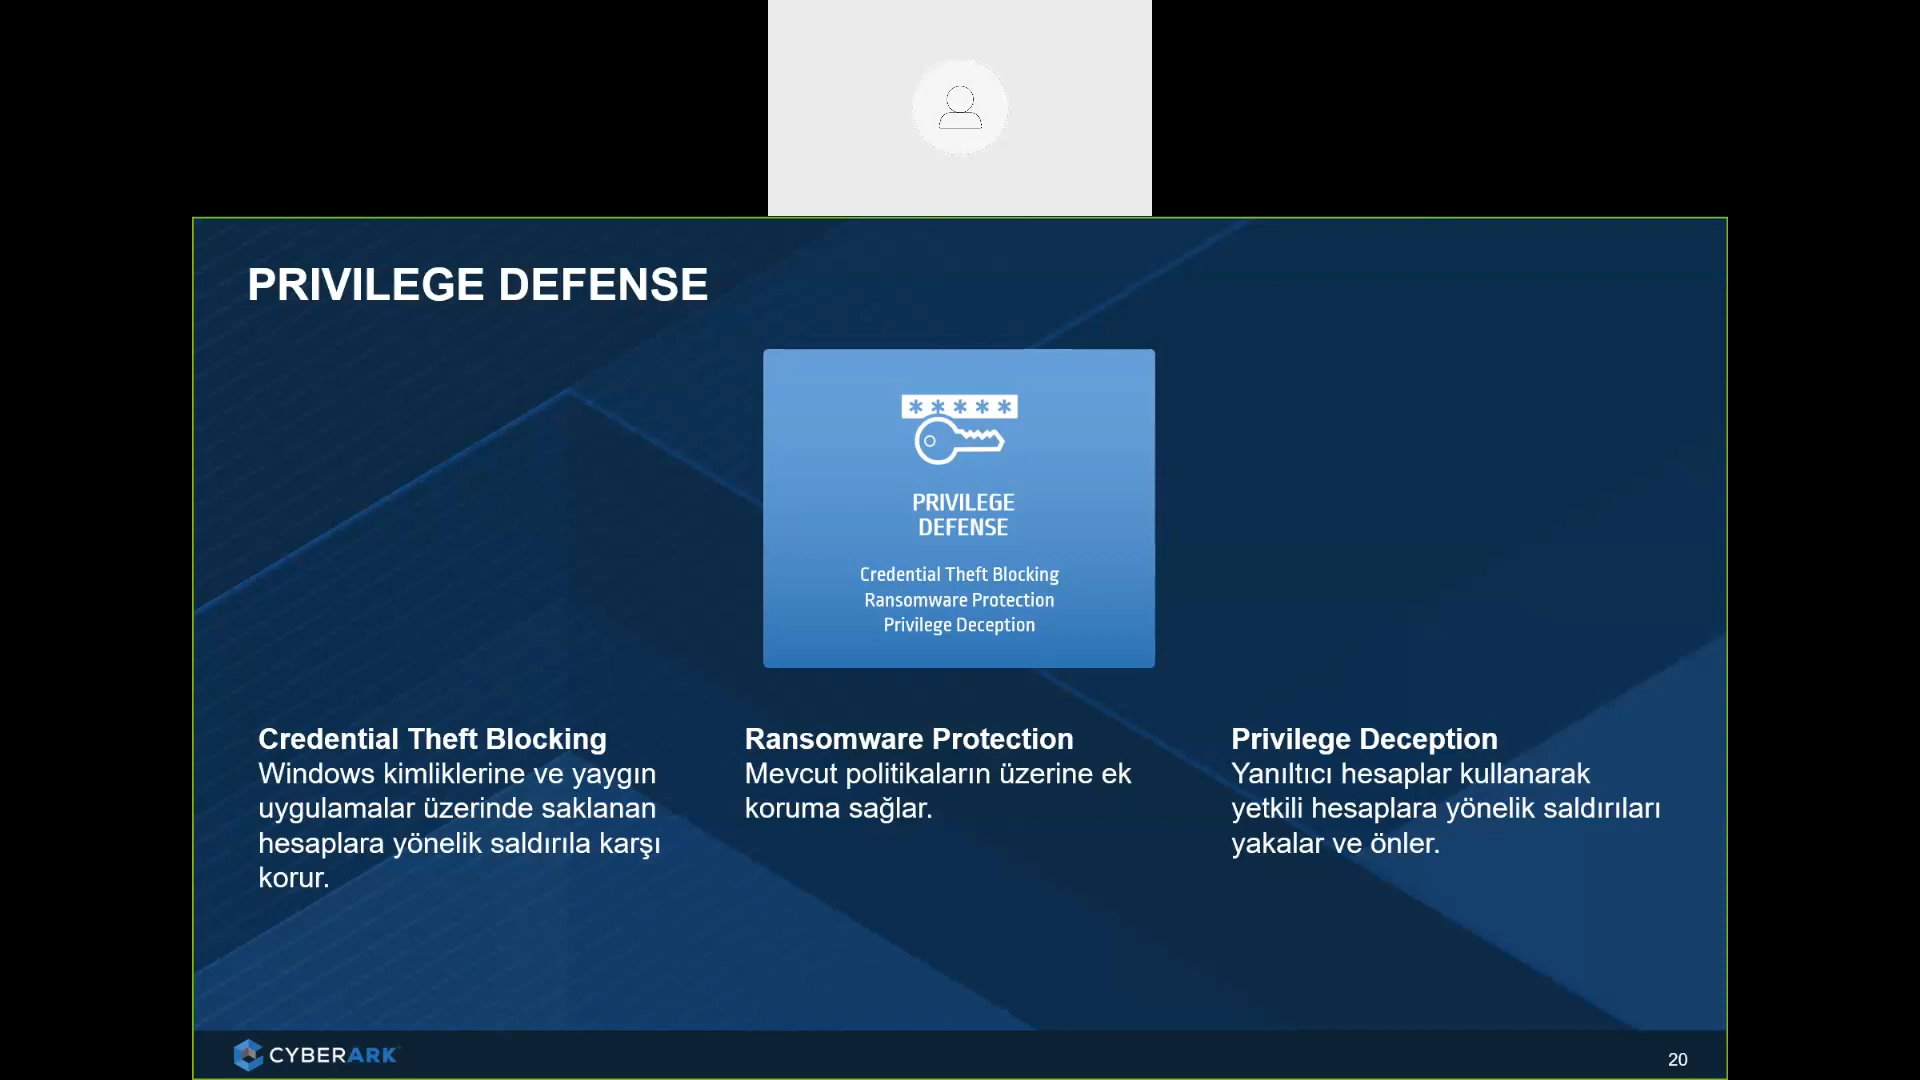 PRIVILEGE DEFENSE
*****
PRIVILEGE
DEFENSE
Credential Theft Blocking
Ransomware Protection
Privilege Deception
Credential Theft Blocking
Windows kimliklerine ve yaygın
uygulamalar üzerinde saklanan
hesaplara yönelik saldırıla karşı
korur.
Ransomware Protection
Mevcut politikaların üzerine ek
koruma sağlar.
Privilege Deception
Yanıltıcı hesaplar kullanarak
yetkili hesaplara yönelik saldırıları
yakalar ve önler.
CYBERARK
20